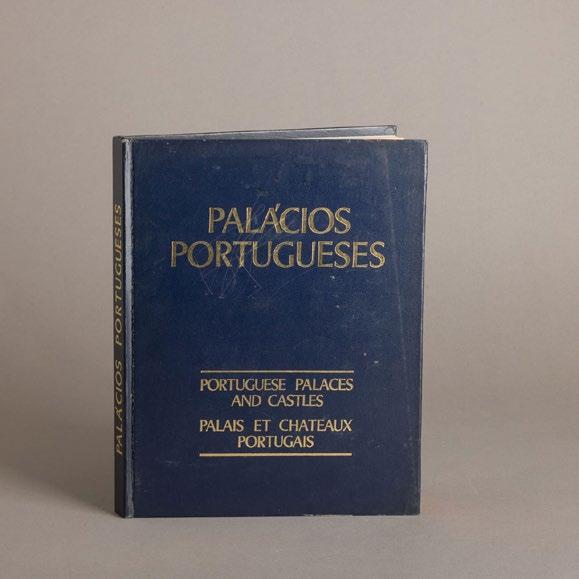 PALÁCIOS PORTUGUESES
PALÁCIOS
PORTUGUESES
PORTUGUESE PALACES
AND CASTLES
PALAIS ET CHATEAUX
PORTUGAIS